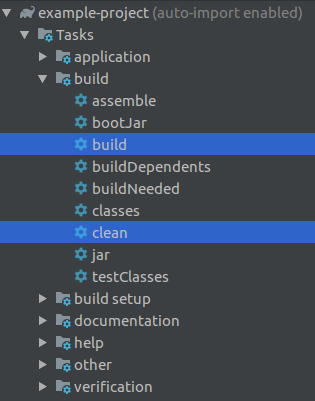 example-project (auto-import enabled)
Tasks
application
build
assemble
bootJar
build
buildDependents
buildNeeded
classes
clean
jar
testClasses
build setup
documentation
help
other
verification